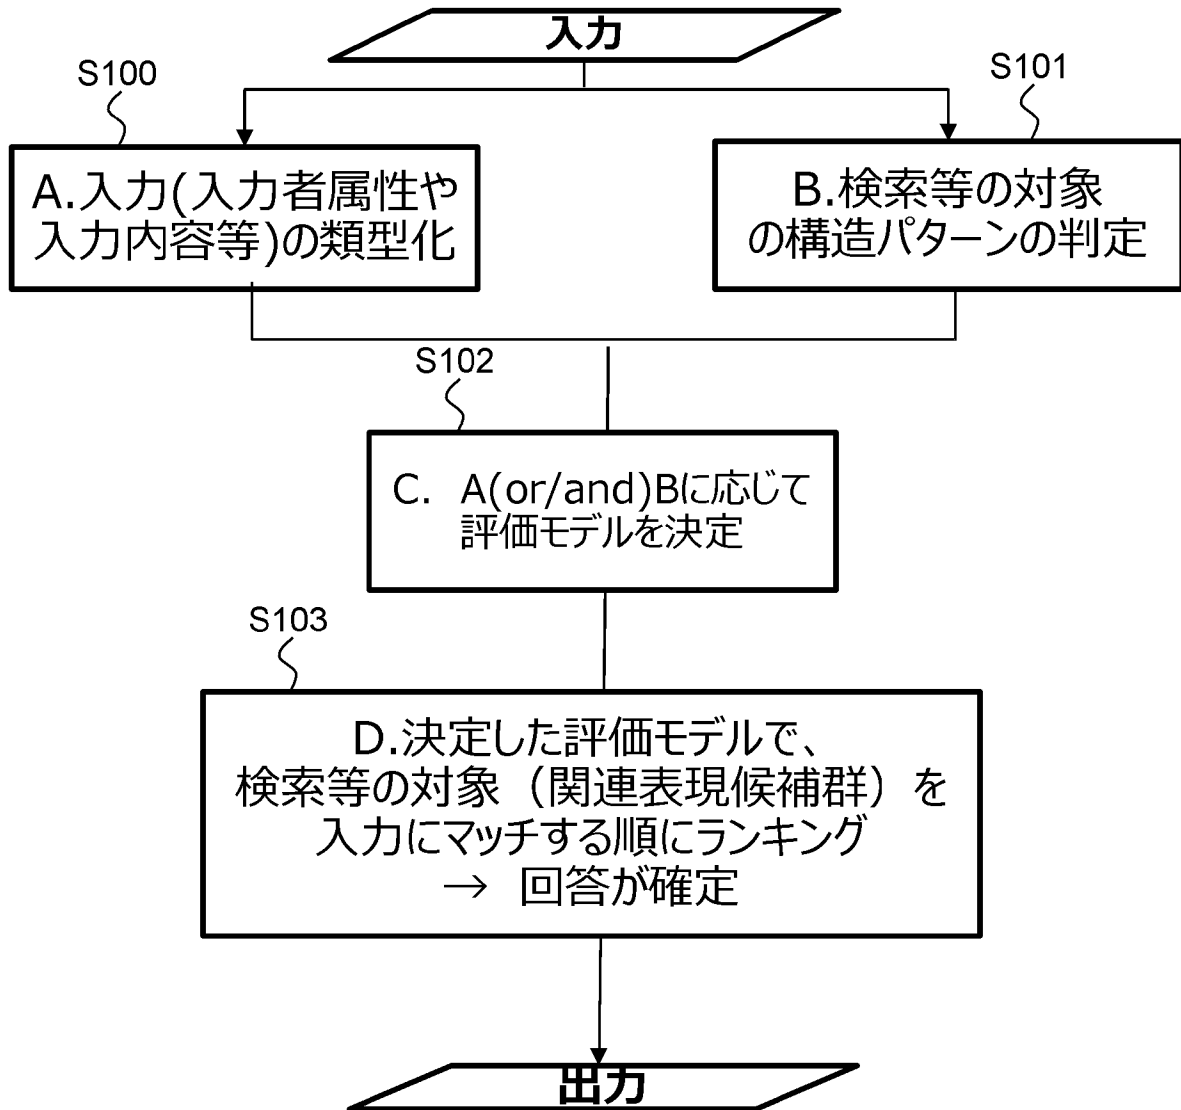 入力
S100
S101
A.入力(入力者属性や
入力内容等)の類型化
B.検索等の対象
の構造パターンの判定
S102
C. A(or/and)Bに応じて
評価モデルを決定
S103
D.決定した評価モデルで、
検索等の対象（関連表現候補群）を
入力にマッチする順にランキング
→ 回答が確定
出力